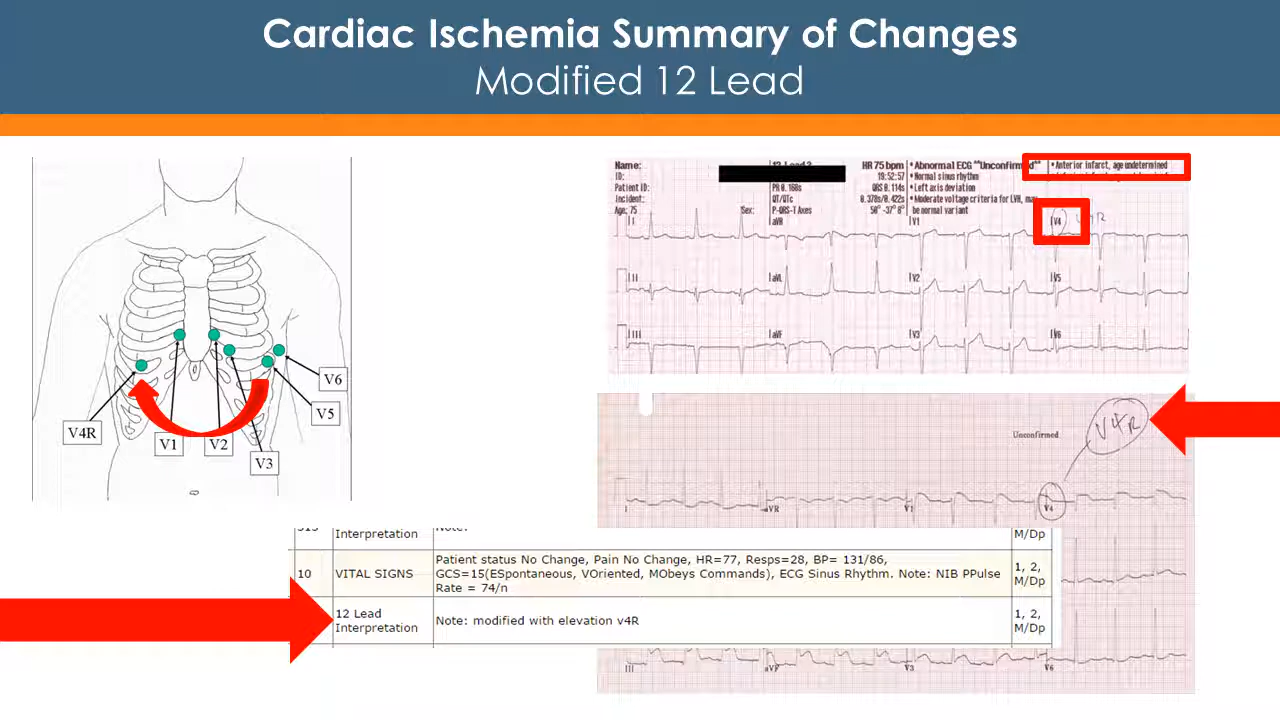 Cardiac Ischemia Summary of Changes
Modified 12 Lead
Name:
HR 75 bpm
• Abnormal ECG **Unconfirmed**
• Anterior infarct, age undetermined
ID:
19:52:57
• Normal sinus rhythm
Patient ID:
PR 0.168s
QRS 0.114s
• Left axis deviation
Incident:
QT/QTc
0.378s/0.422s
• Moderate voltage criteria for LVH, may
Age: 75
Sex:
P-QRS-T Axes
50° -37° 8°
be normal variant
I
aVR
V1
V4
II
aVL
V2
V5
III
aVF
V3
V6
V6
V5
V4R
V1
V2
V3
V4R
Unconfirmed
I
aVR
V1
V4
Interpretation
Note:
M/Dp
10
VITAL SIGNS
Patient status No Change, Pain No Change, HR=77, Resps=28, BP= 131/86,
GCS=15(ESpontaneous, VOriented, MObeys Commands), ECG Sinus Rhythm. Note: NIB PPulse
Rate = 74/n
1, 2,
M/Dp
12 Lead
Interpretation
Note: modified with elevation v4R
1, 2,
M/Dp
III
aVF
V3
V6